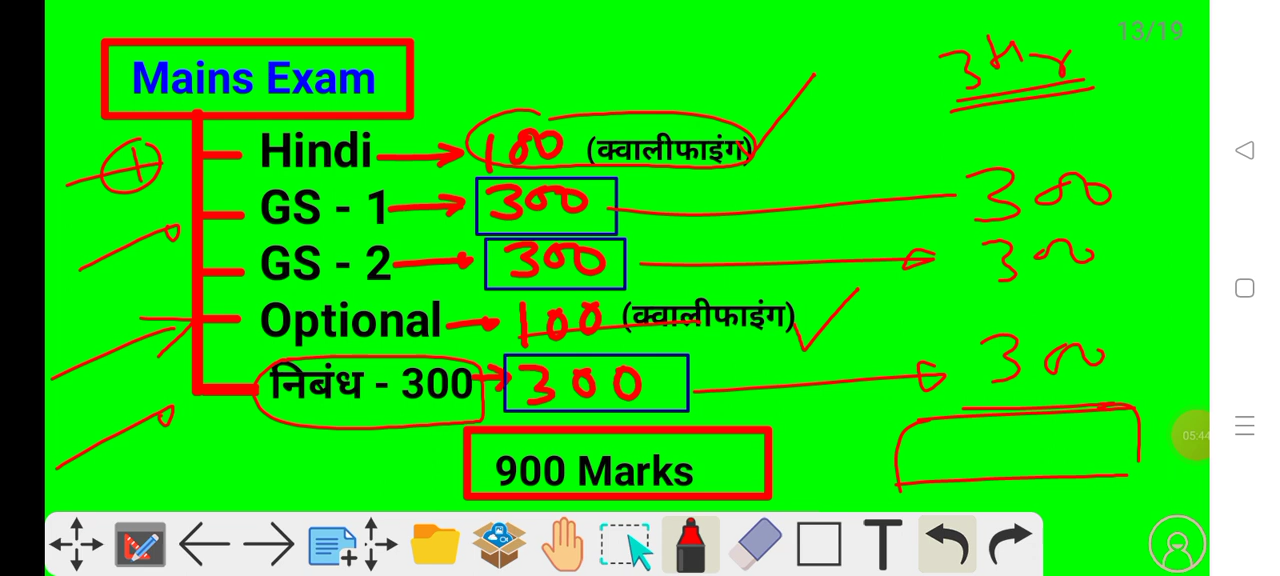 13/19
Mains Exam
Hindi 100 (क्वालीफाइंग)
GS - 1 300 300
GS - 2 300 300
Optional 100 (क्वालीफाइंग)
निबंध - 300 300 300
900 Marks
05:44
T